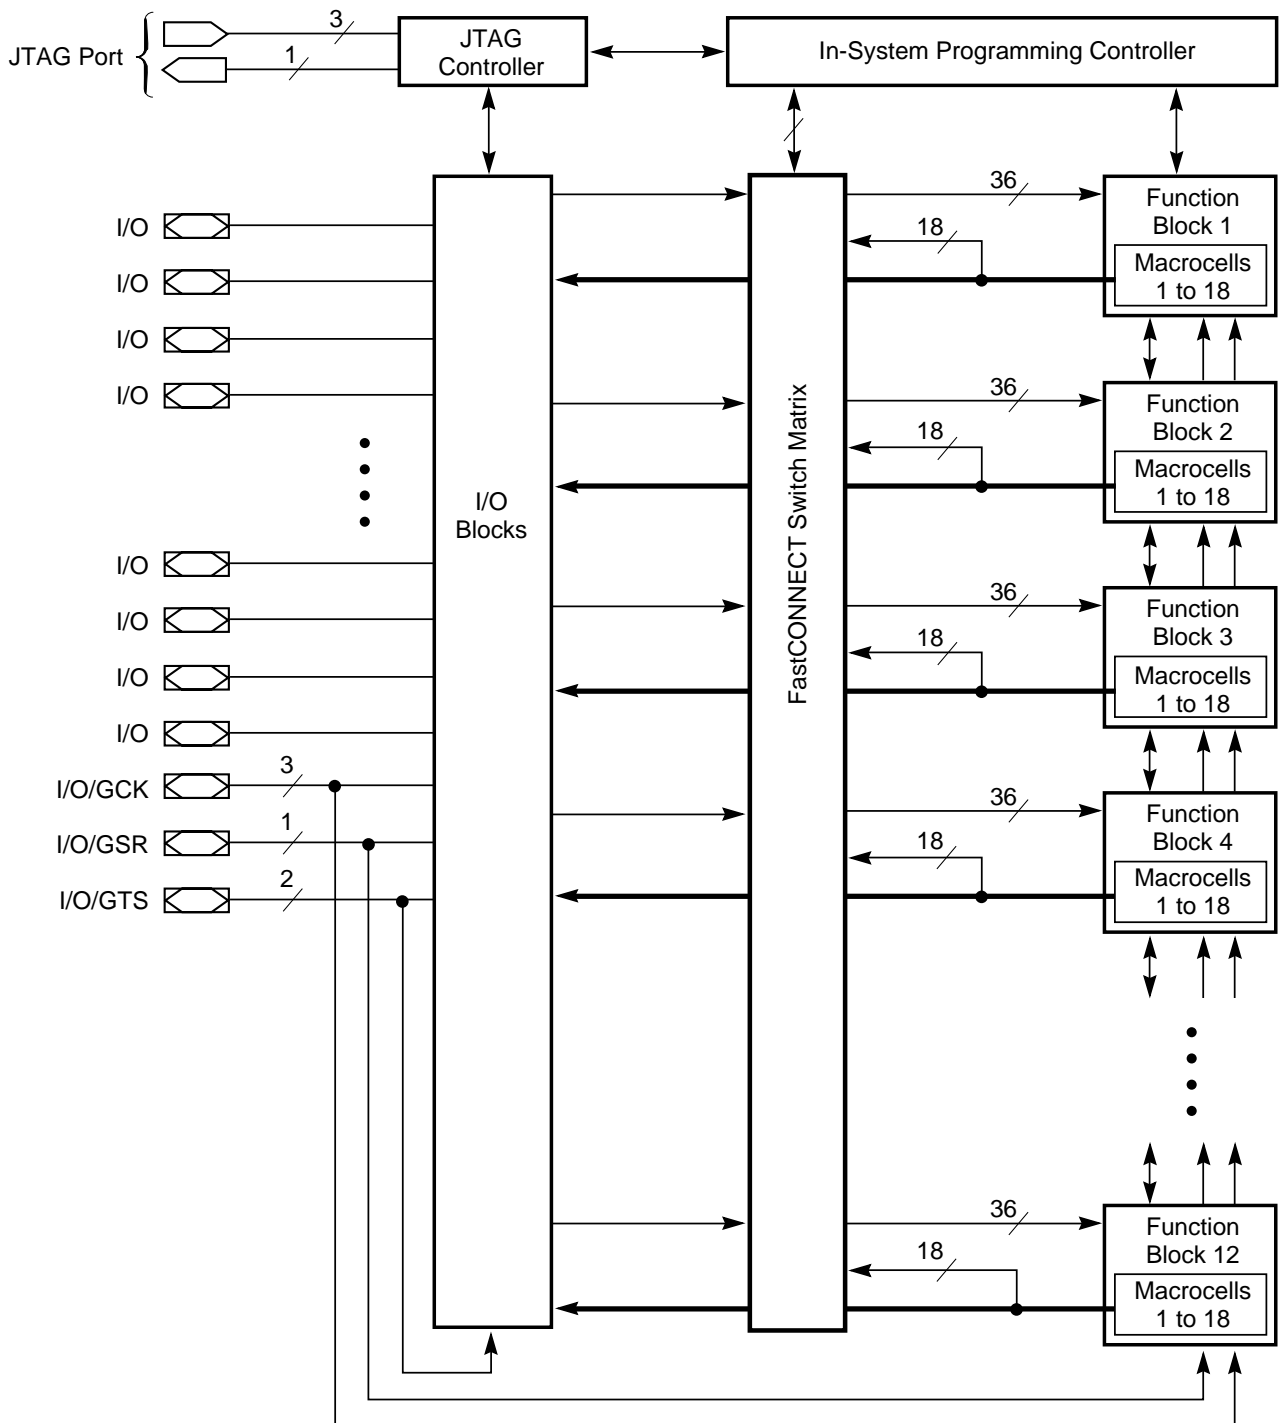 JTAG Port
3
1
JTAG
Controller
In-System Programming Controller
I/O
I/O
I/O
I/O
I/O
I/O
I/O
I/O
I/O/GCK
3
I/O/GSR
1
I/O/GTS
2
I/O
Blocks
FastCONNECT Switch Matrix
36
18
Function
Block 1
Macrocells
1 to 18
36
18
Function
Block 2
Macrocells
1 to 18
36
18
Function
Block 3
Macrocells
1 to 18
36
18
Function
Block 4
Macrocells
1 to 18
36
18
Function
Block 12
Macrocells
1 to 18